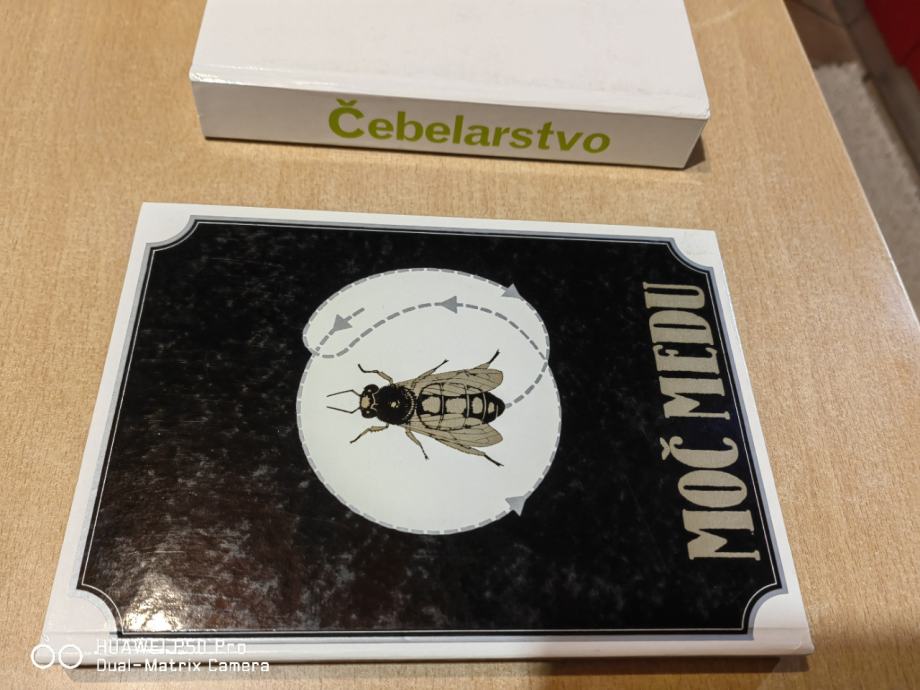 Čebelarstvo
MOČ MEDU
HUAWEI P50 Pro
Dual-Matrix Camera